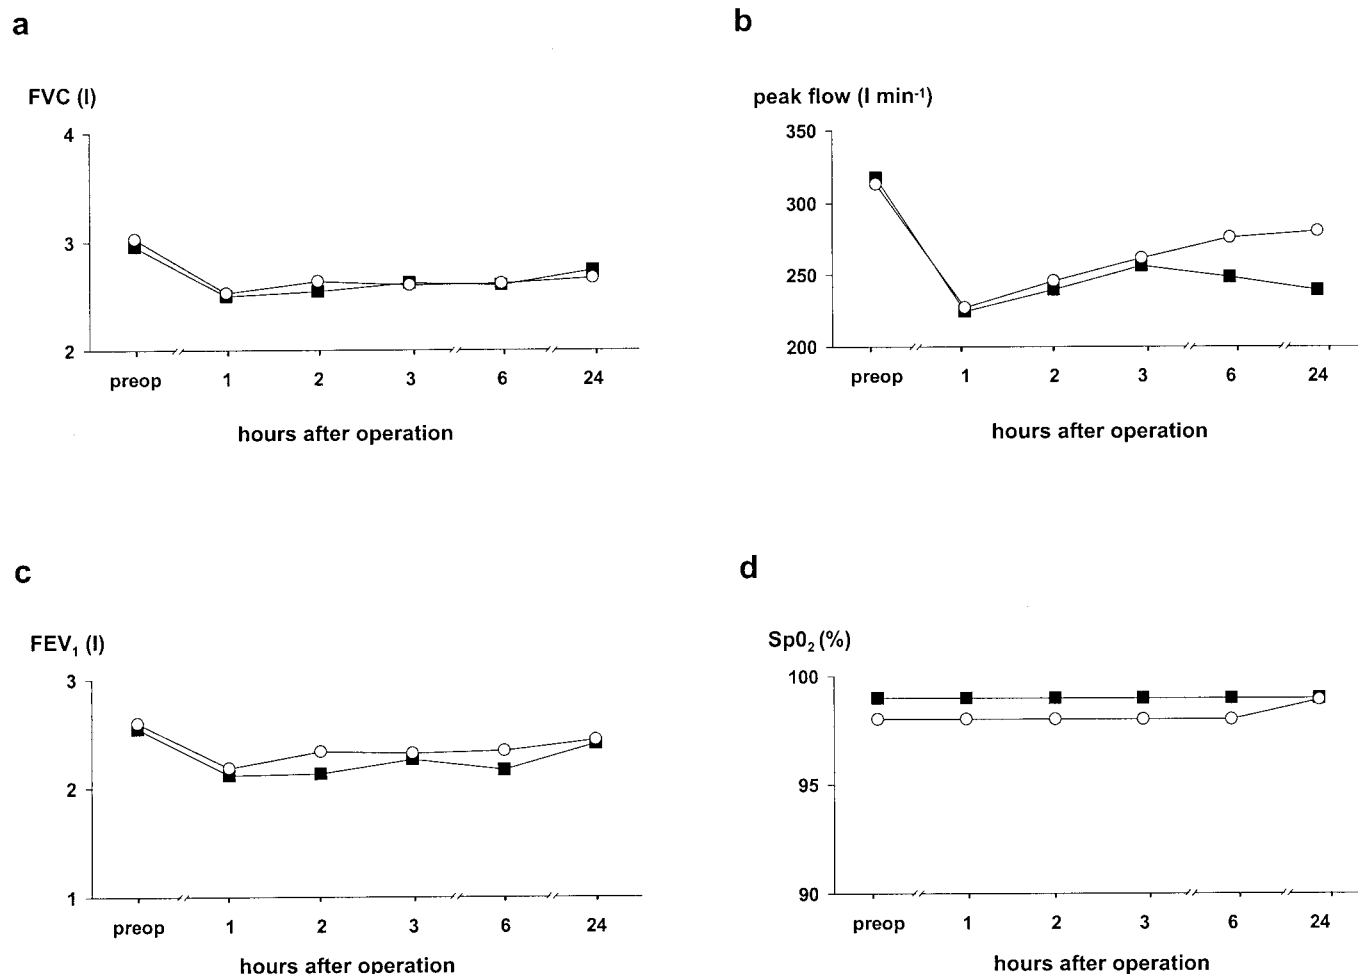 a
FVC (l)
4
3
2
preop 1 2 3 6 24
hours after operation
b
peak flow (l min-1)
350
300
250
200
preop 1 2 3 6 24
hours after operation
c
FEV1 (l)
3
2
1
preop 1 2 3 6 24
hours after operation
d
Sp02 (%)
100
95
90
preop 1 2 3 6 24
hours after operation